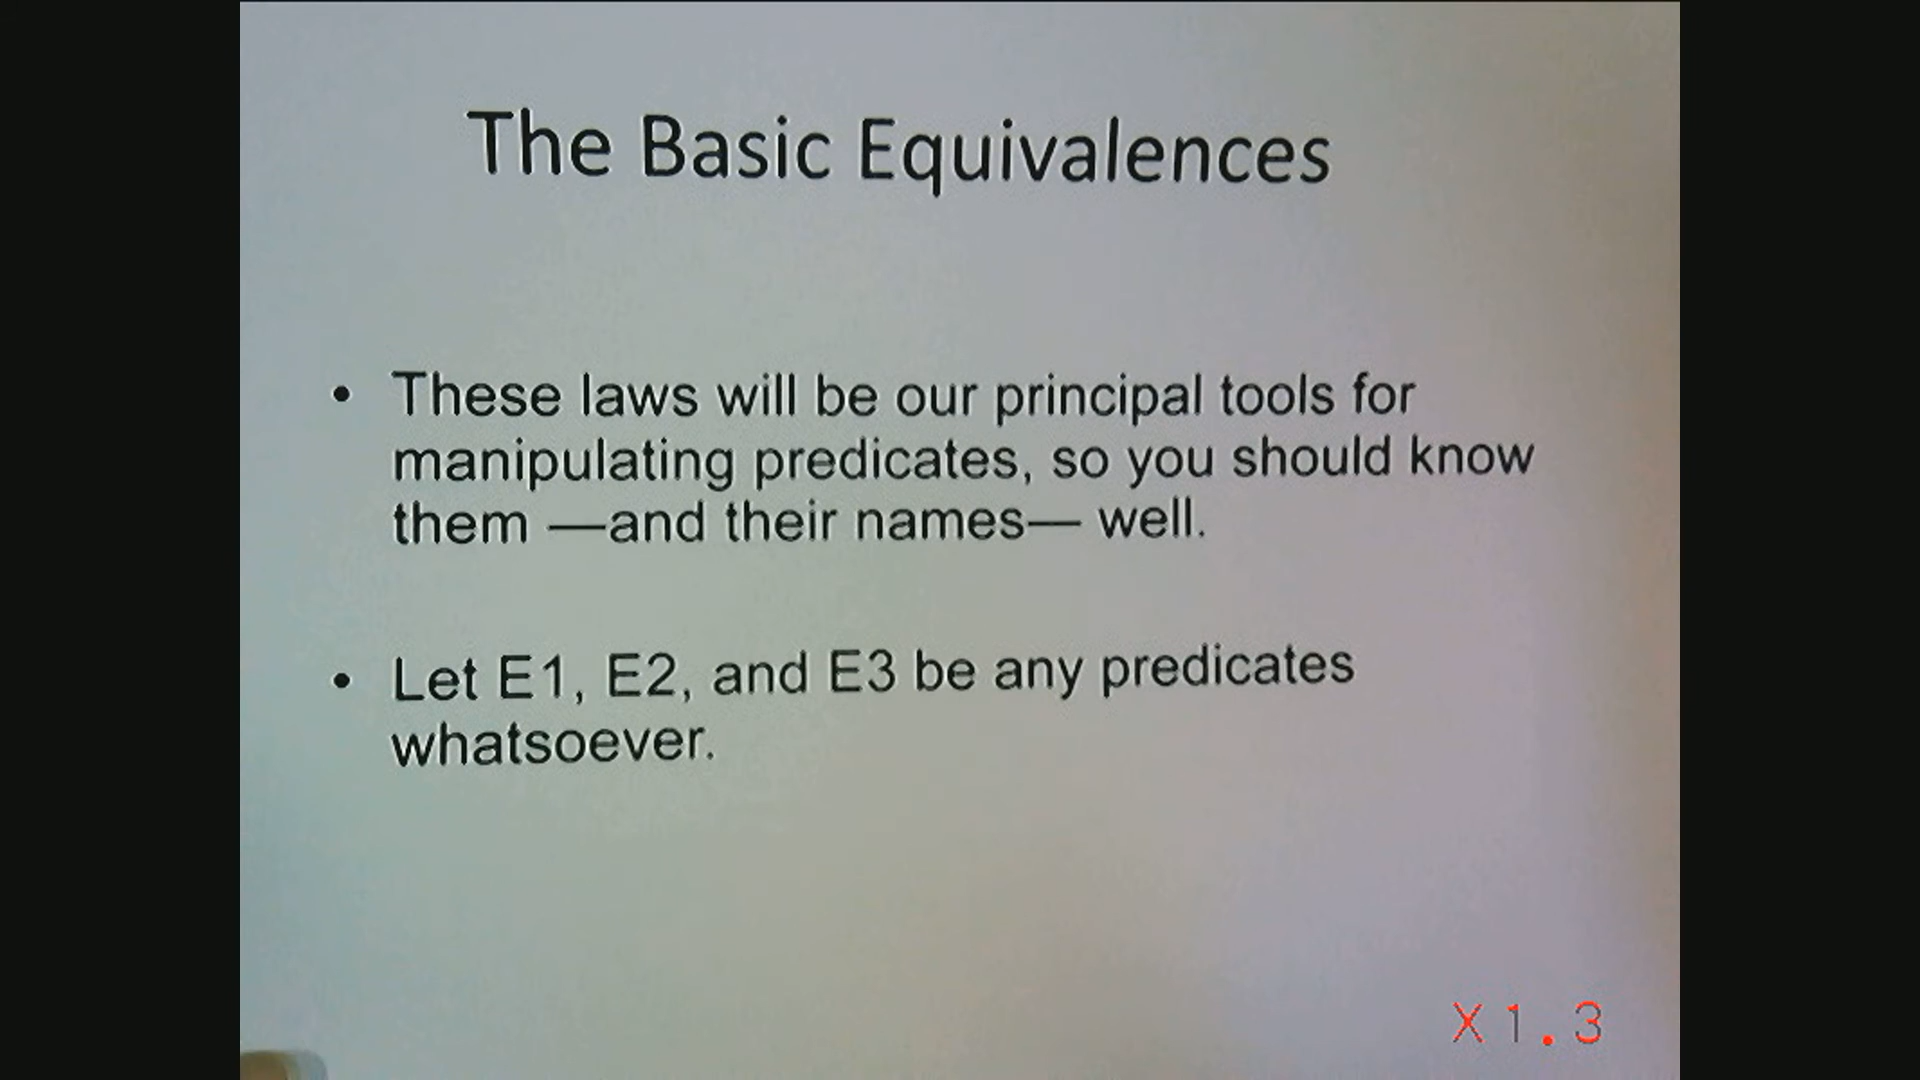 The Basic Equivalences
• These laws will be our principal tools for
manipulating predicates, so you should know
them —and their names— well.
• Let E1, E2, and E3 be any predicates
whatsoever.
X1.3